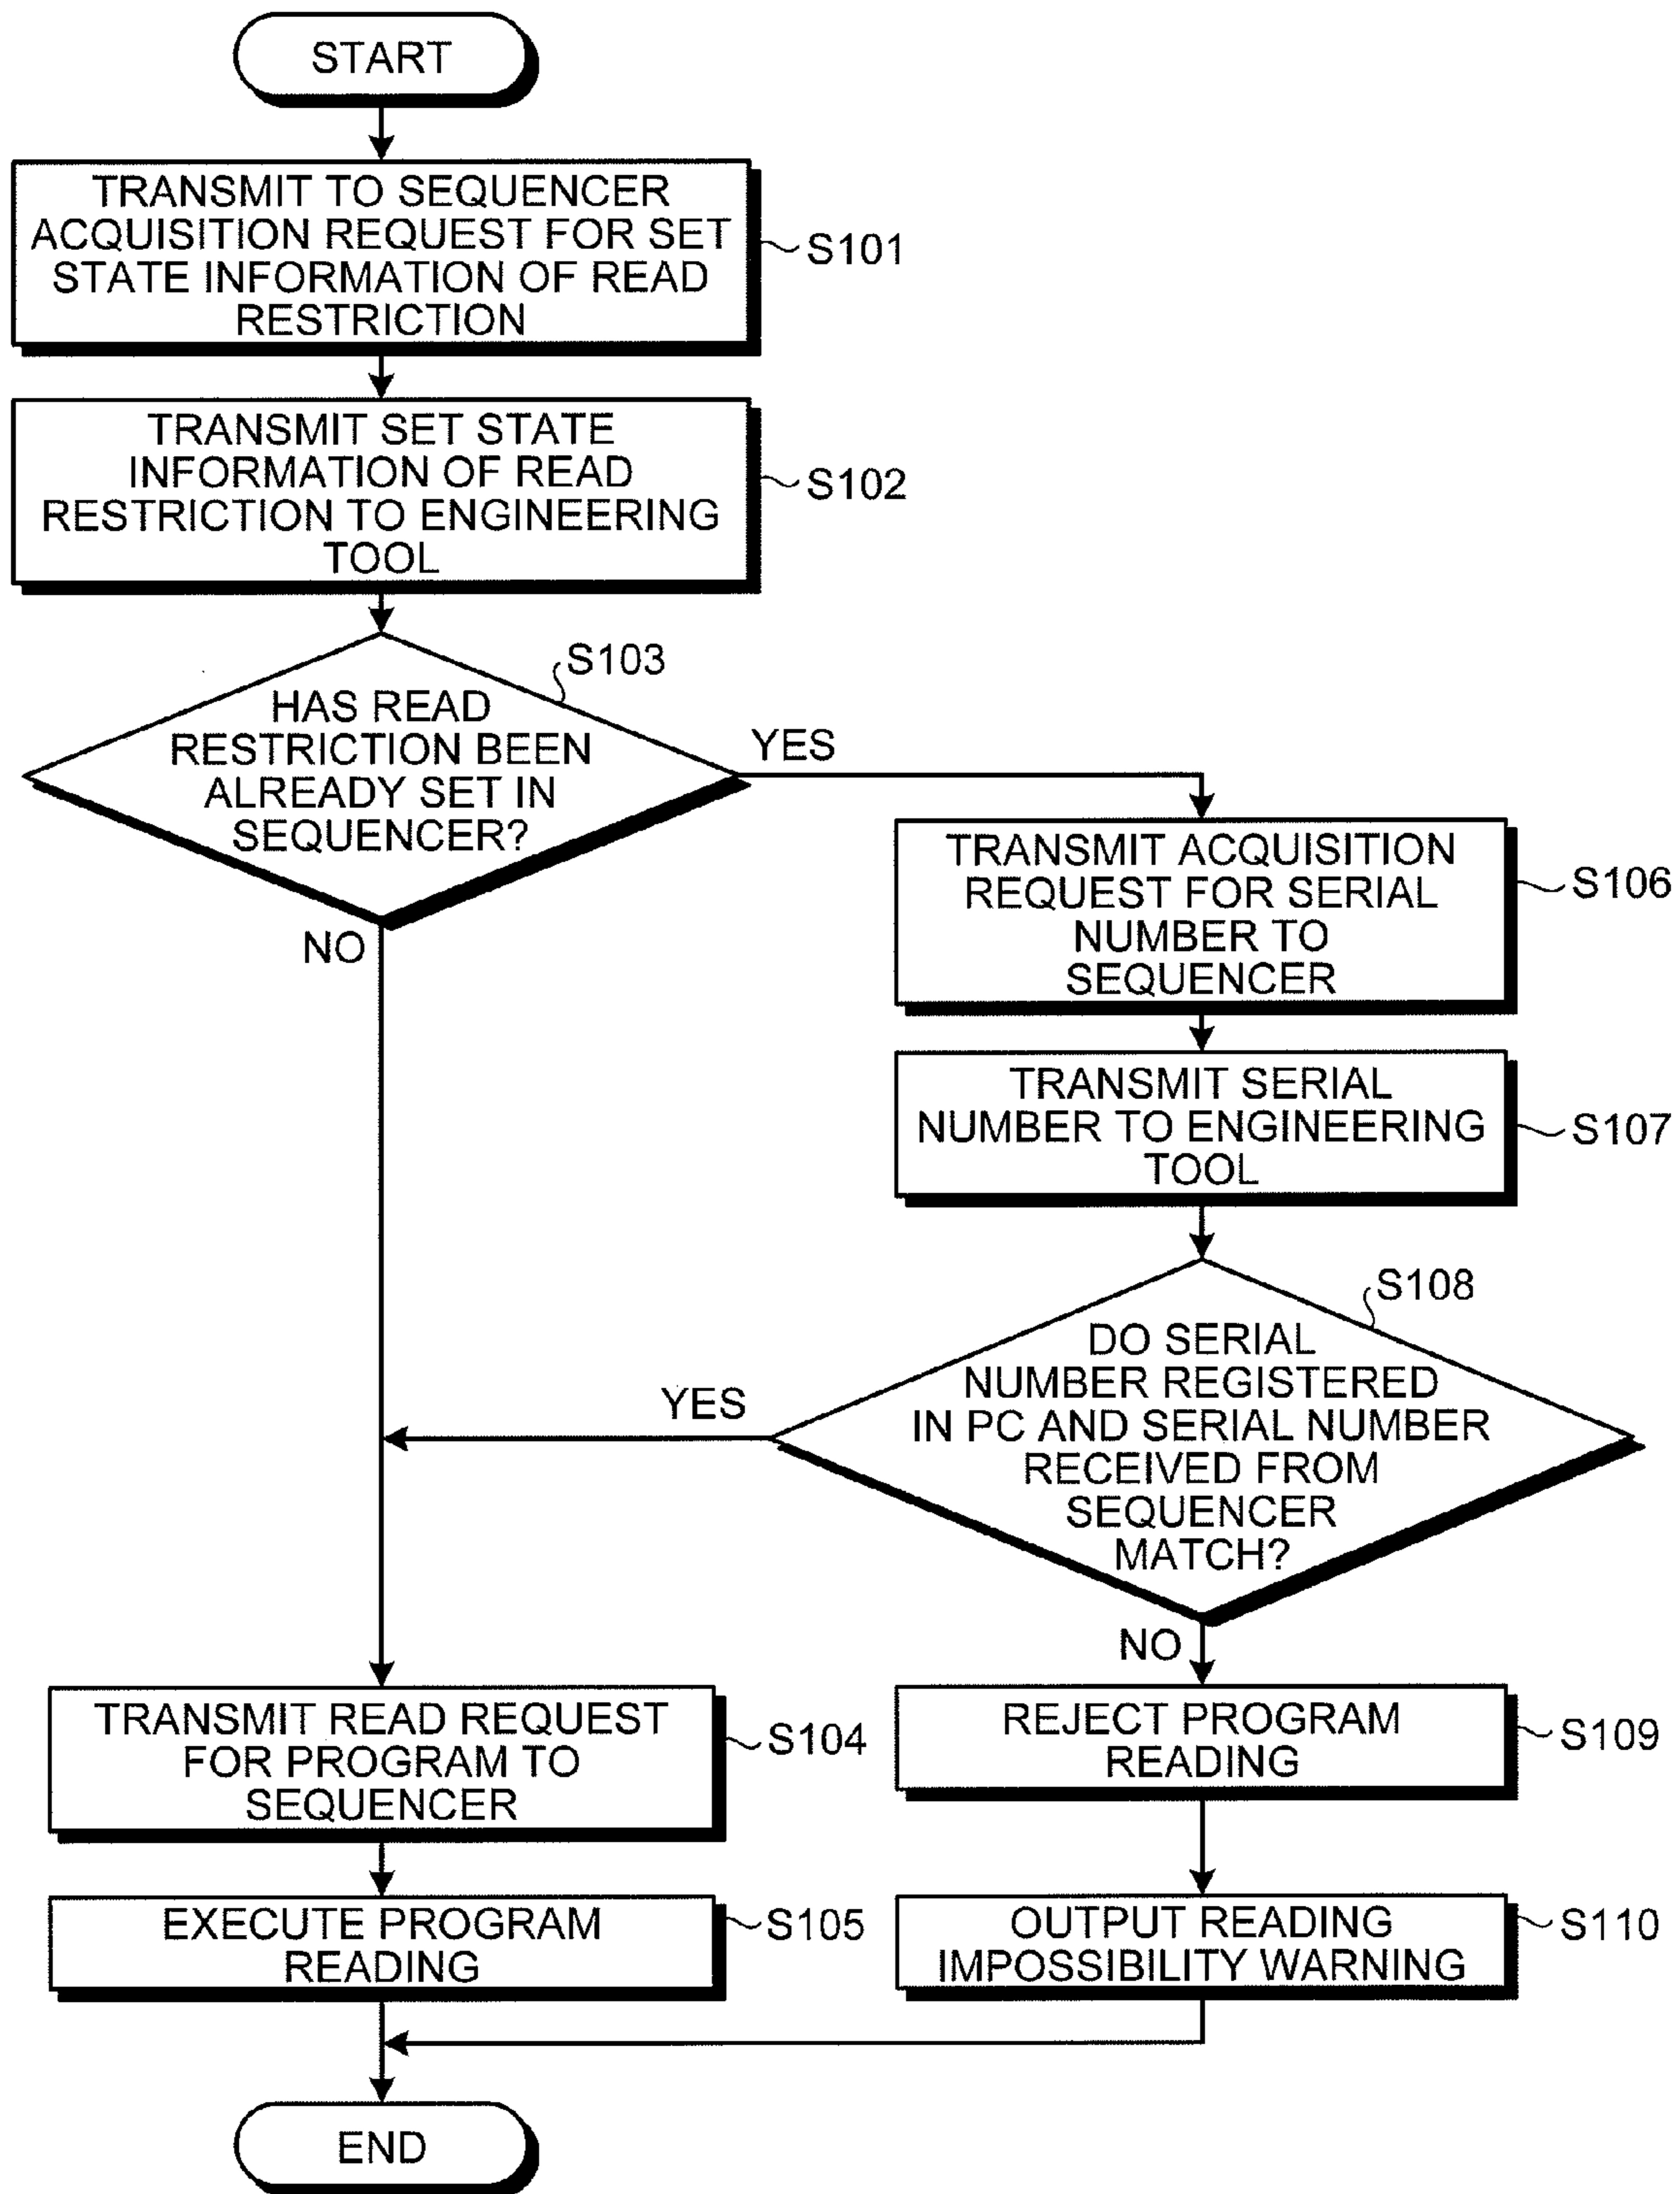 START
TRANSMIT TO SEQUENCER
ACQUISITION REQUEST FOR SET
STATE INFORMATION OF READ
RESTRICTION
S101
TRANSMIT SET STATE
INFORMATION OF READ
RESTRICTION TO ENGINEERING
TOOL
S102
S103
HAS READ
RESTRICTION BEEN
ALREADY SET IN
SEQUENCER?
YES
NO
TRANSMIT ACQUISITION
REQUEST FOR SERIAL
NUMBER TO
SEQUENCER
S106
TRANSMIT SERIAL
NUMBER TO ENGINEERING
TOOL
S107
S108
DO SERIAL
NUMBER REGISTERED
IN PC AND SERIAL NUMBER
RECEIVED FROM
SEQUENCER
MATCH?
YES
NO
TRANSMIT READ REQUEST
FOR PROGRAM TO
SEQUENCER
S104
REJECT PROGRAM
READING
S109
EXECUTE PROGRAM
READING
S105
OUTPUT READING
IMPOSSIBILITY WARNING
S110
END